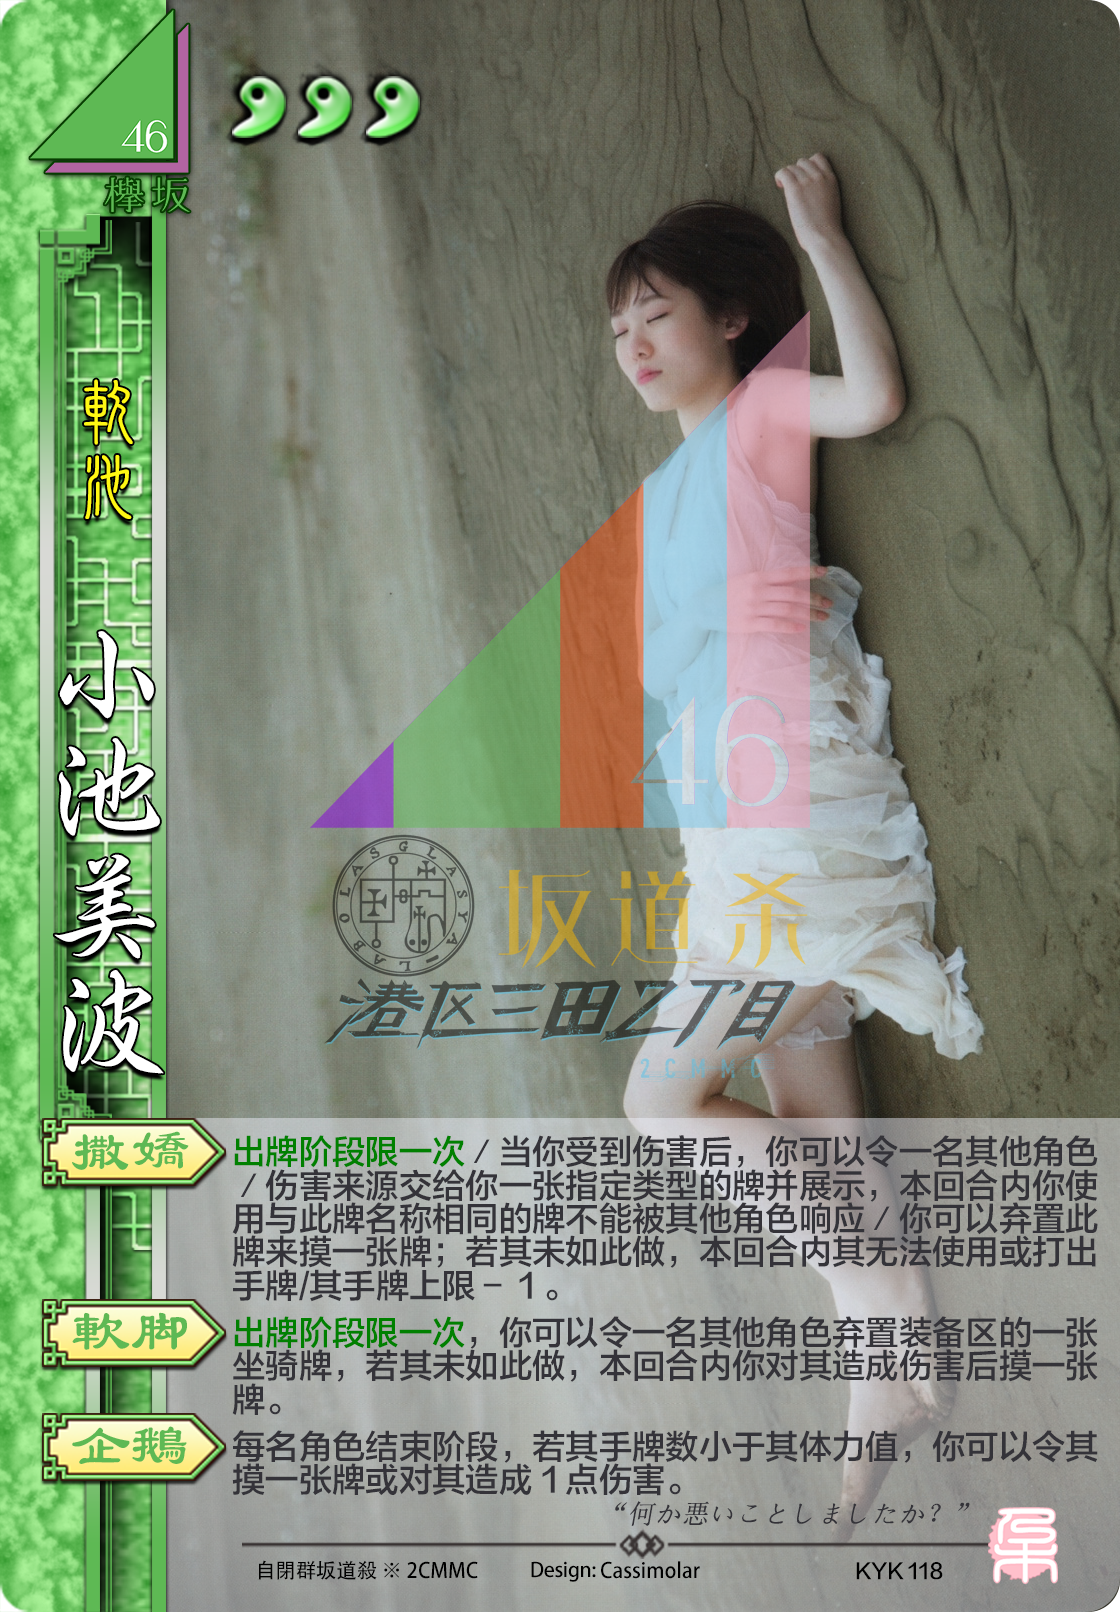 46
欅坂
軟池
小池美波
46
GLASYA-LABOLAS
坂道杀
港区三田2丁目
2CMMC
撒嬌
出牌阶段限一次／当你受到伤害后，你可以令一名其他角色
／伤害来源交给你一张指定类型的牌并展示，本回合内你使
用与此牌名称相同的牌不能被其他角色响应／你可以弃置此
牌来摸一张牌；若其未如此做，本回合内其无法使用或打出
手牌/其手牌上限－1。
軟脚
出牌阶段限一次，你可以令一名其他角色弃置装备区的一张
坐骑牌，若其未如此做，本回合内你对其造成伤害后摸一张
牌。
企鵝
每名角色结束阶段，若其手牌数小于其体力值，你可以令其
摸一张牌或对其造成1点伤害。
“何か悪いことしましたか？”
自閉群坂道殺 ※ 2CMMC
Design: Cassimolar
KYK 118